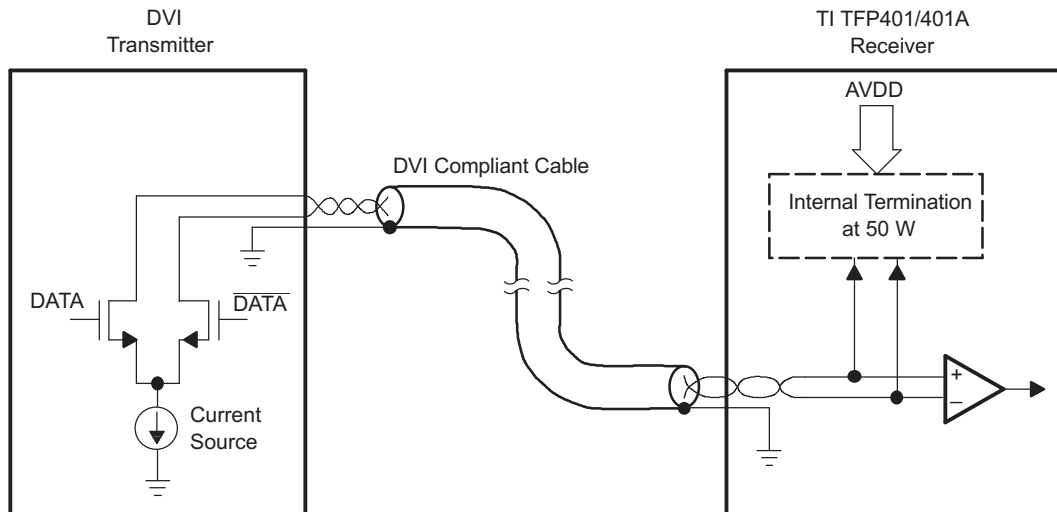 DVI
Transmitter
TI TFP401/401A
Receiver
AVDD
DVI Compliant Cable
Internal Termination
at 50 W
DATA
DATA
+
−
Current
Source